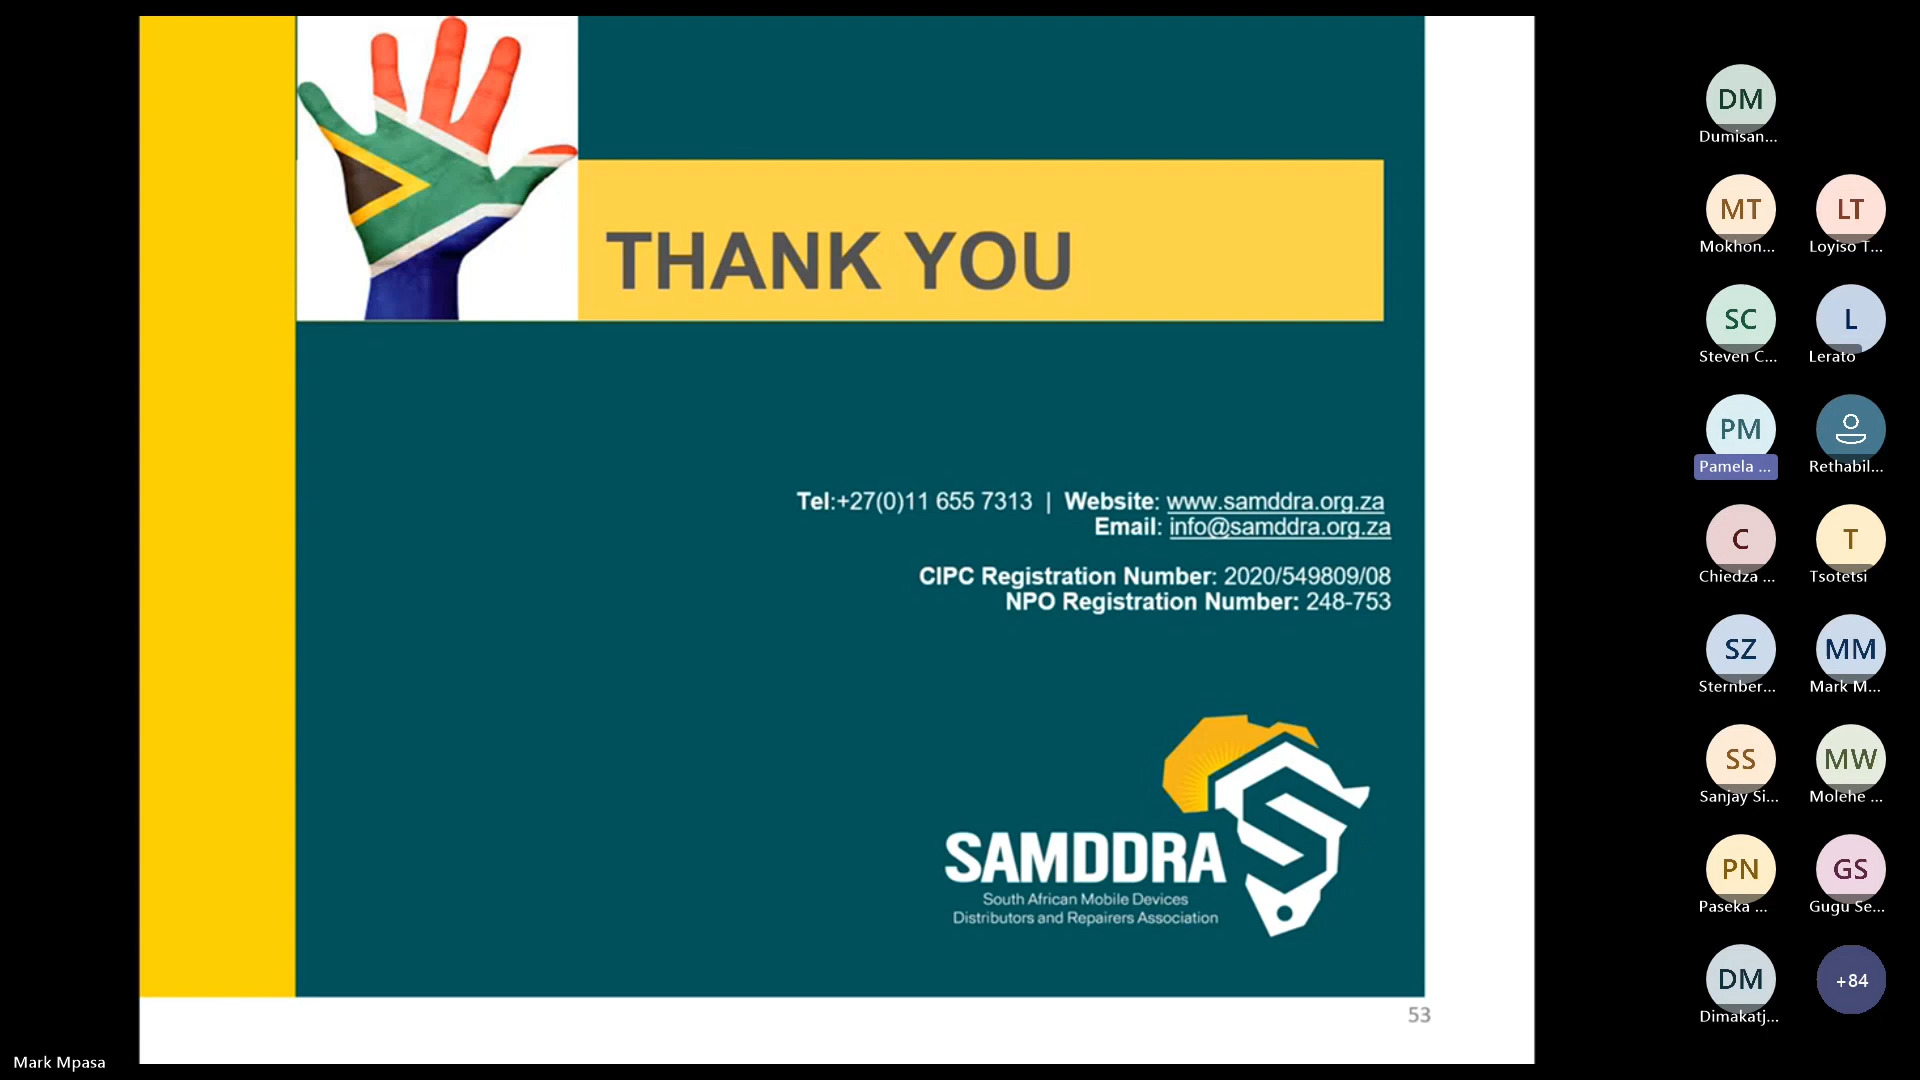 THANK YOU
Tel:+27(0)11 655 7313 | Website: www.samddra.org.za
Email: info@samddra.org.za
CIPC Registration Number: 2020/549809/08
NPO Registration Number: 248-753
SAMDDRA
South African Mobile Devices
Distributors and Repairers Association
53
Mark Mpasa
DM
Dumisan...
MT
Mokhon...
LT
Loyiso T...
SC
Steven C...
L
Lerato
PM
Pamela ...
Rethabil...
C
Chiedza ...
T
Tsotetsi
SZ
Sternber...
MM
Mark M...
SS
Sanjay Si...
MW
Molehe ...
PN
Paseka ...
GS
Gugu Se...
DM
Dimakatj...
+84